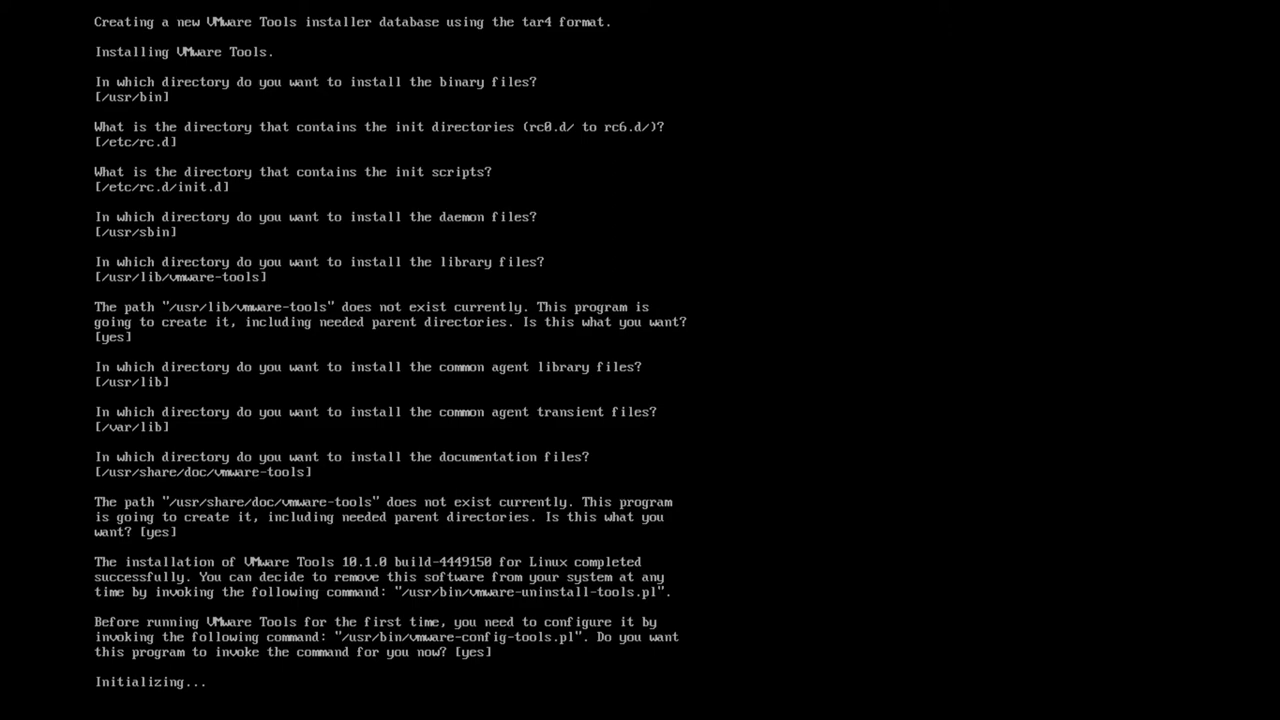 Creating a new VMware Tools installer database using the tar4 format.
Installing VMware Tools.
In which directory do you want to install the binary files?
[/usr/bin]
What is the directory that contains the init directories (rc0.d/ to rc6.d/)?
[/etc/rc.d]
What is the directory that contains the init scripts?
[/etc/rc.d/init.d]
In which directory do you want to install the daemon files?
[/usr/sbin]
In which directory do you want to install the library files?
[/usr/lib/vmware-tools]
The path "/usr/lib/vmware-tools" does not exist currently. This program is
going to create it, including needed parent directories. Is this what you want?
[yes]
In which directory do you want to install the common agent library files?
[/usr/lib]
In which directory do you want to install the common agent transient files?
[/var/lib]
In which directory do you want to install the documentation files?
[/usr/share/doc/vmware-tools]
The path "/usr/share/doc/vmware-tools" does not exist currently. This program
is going to create it, including needed parent directories. Is this what you
want? [yes]
The installation of VMware Tools 10.1.0 build-4449150 for Linux completed
successfully. You can decide to remove this software from your system at any
time by invoking the following command: "/usr/bin/vmware-uninstall-tools.pl".
Before running VMware Tools for the first time, you need to configure it by
invoking the following command: "/usr/bin/vmware-config-tools.pl". Do you want
this program to invoke the command for you now? [yes]
Initializing...